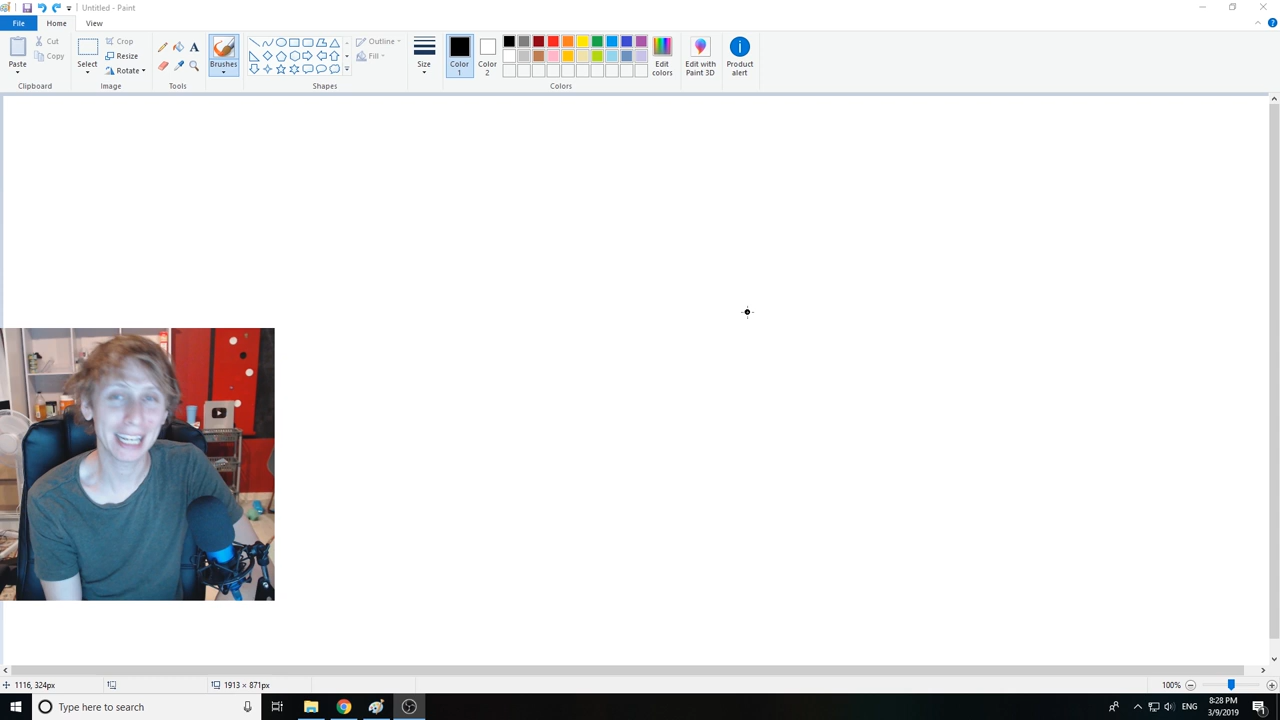 Untitled - Paint
File Home View
Paste
Cut
Copy
Clipboard
Select
Crop
Resize
Rotate
Image
Tools
Brushes
Shapes
Outline
Fill
Size
Color 1
Color 2
Colors
Edit colors
Edit with Paint 3D
Product alert
1116, 324px
1913 × 871px
100%
Type here to search
ENG
8:28 PM
3/9/2019
1